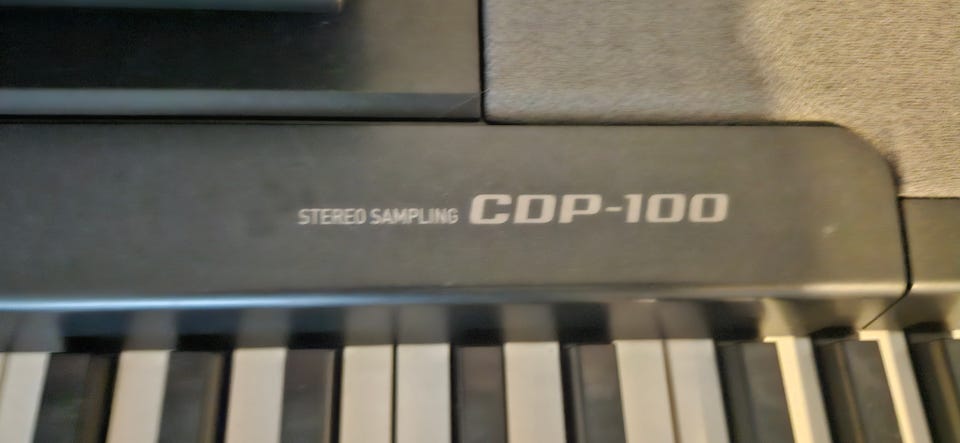 STEREO SAMPLING CDP-100